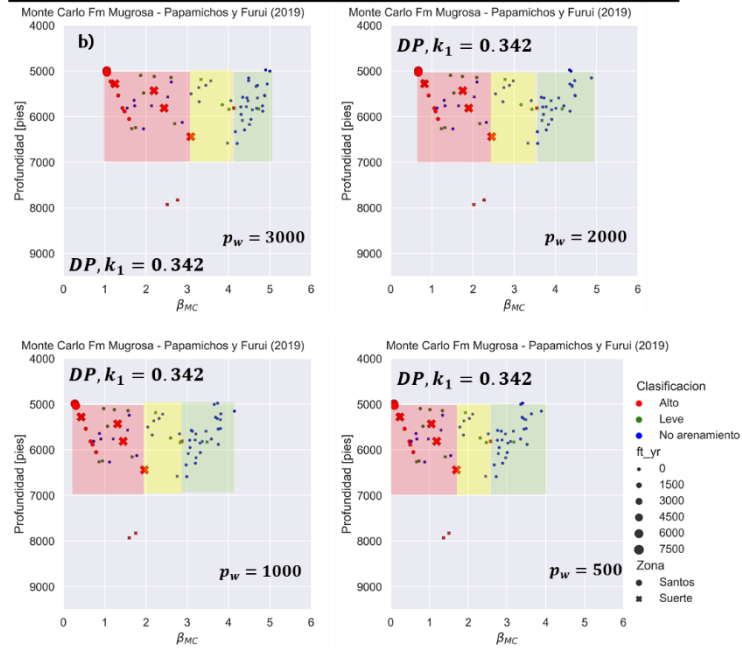 Monte Carlo Fm Mugrosa - Papamichos y Furui (2019)
b)
Profundidad [pies]
4000
5000
6000
7000
8000
9000
p_w = 3000
DP, k_1 = 0.342
0 1 2 3 4 5 6
β_MC
Monte Carlo Fm Mugrosa - Papamichos y Furui (2019)
DP, k_1 = 0.342
Profundidad [pies]
4000
5000
6000
7000
8000
9000
p_w = 2000
0 1 2 3 4 5 6
β_MC
Monte Carlo Fm Mugrosa - Papamichos y Furui (2019)
DP, k_1 = 0.342
Profundidad [pies]
4000
5000
6000
7000
8000
9000
p_w = 1000
0 1 2 3 4 5 6
β_MC
Monte Carlo Fm Mugrosa - Papamichos y Furui (2019)
DP, k_1 = 0.342
Profundidad [pies]
4000
5000
6000
7000
8000
9000
p_w = 500
0 1 2 3 4 5 6
β_MC
Clasificacion
Alto
Leve
No arenamiento
ft_yr
0
1500
3000
4500
6000
7500
Zona
Santos
Suerte